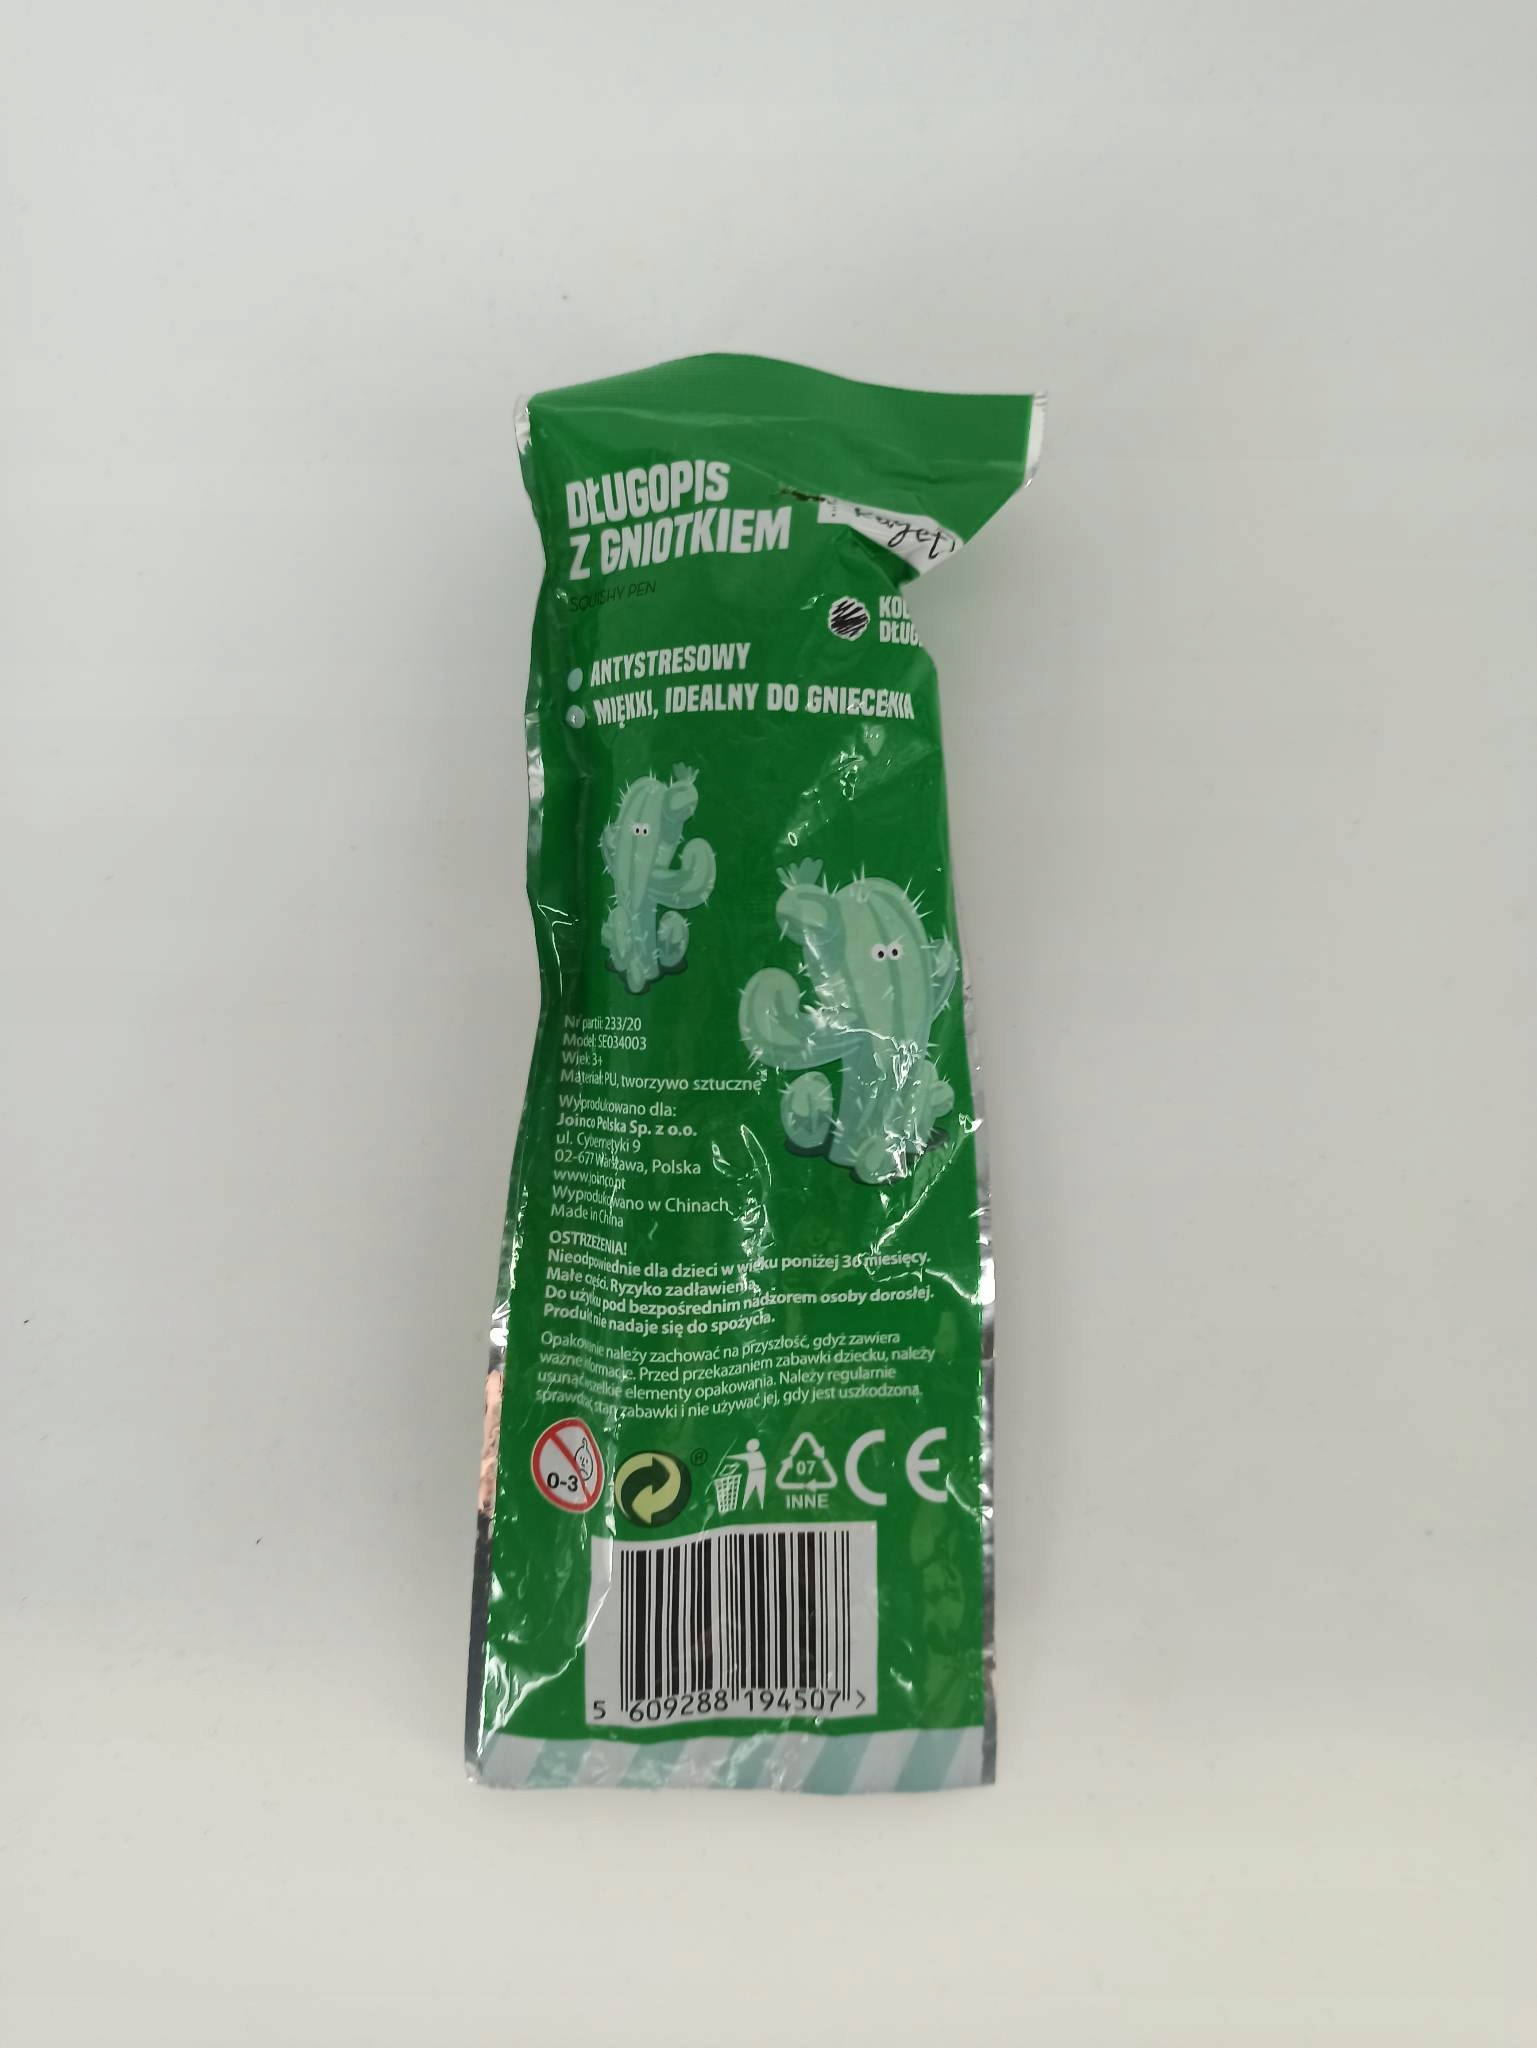 DŁUGOPIS
Z GNIOTKIEM
SQUISHY PEN
ANTYSTRESOWY
MIĘKKI, IDEALNY DO GNIECENIA
Nr partii: 233/20
Model: SE034003
Wiek: 3+
Materiał: PU, tworzywo sztuczne
Wyprodukowano dla:
Joinco Polska Sp. z o.o.
ul. Cybernetyki 9
02-677 Warszawa, Polska
www.joinco.pt
Wyprodukowano w Chinach
Made in China
OSTRZEŻENIA!
Nieodpowiednie dla dzieci w wieku poniżej 36 miesięcy.
Małe części. Ryzyko zadławienia.
Do użytku pod bezpośrednim nadzorem osoby dorosłej.
Produkt nie nadaje się do spożycia.
Opakowanie należy zachować na przyszłość, gdyż zawiera
ważne informacje. Przed przekazaniem zabawki dziecku, należy
usunąć wszelkie elementy opakowania. Należy regularnie
sprawdzać stan zabawki i nie używać jej, gdy jest uszkodzona.
0-3
®
07
INNE
CE
5 609288 194507 >